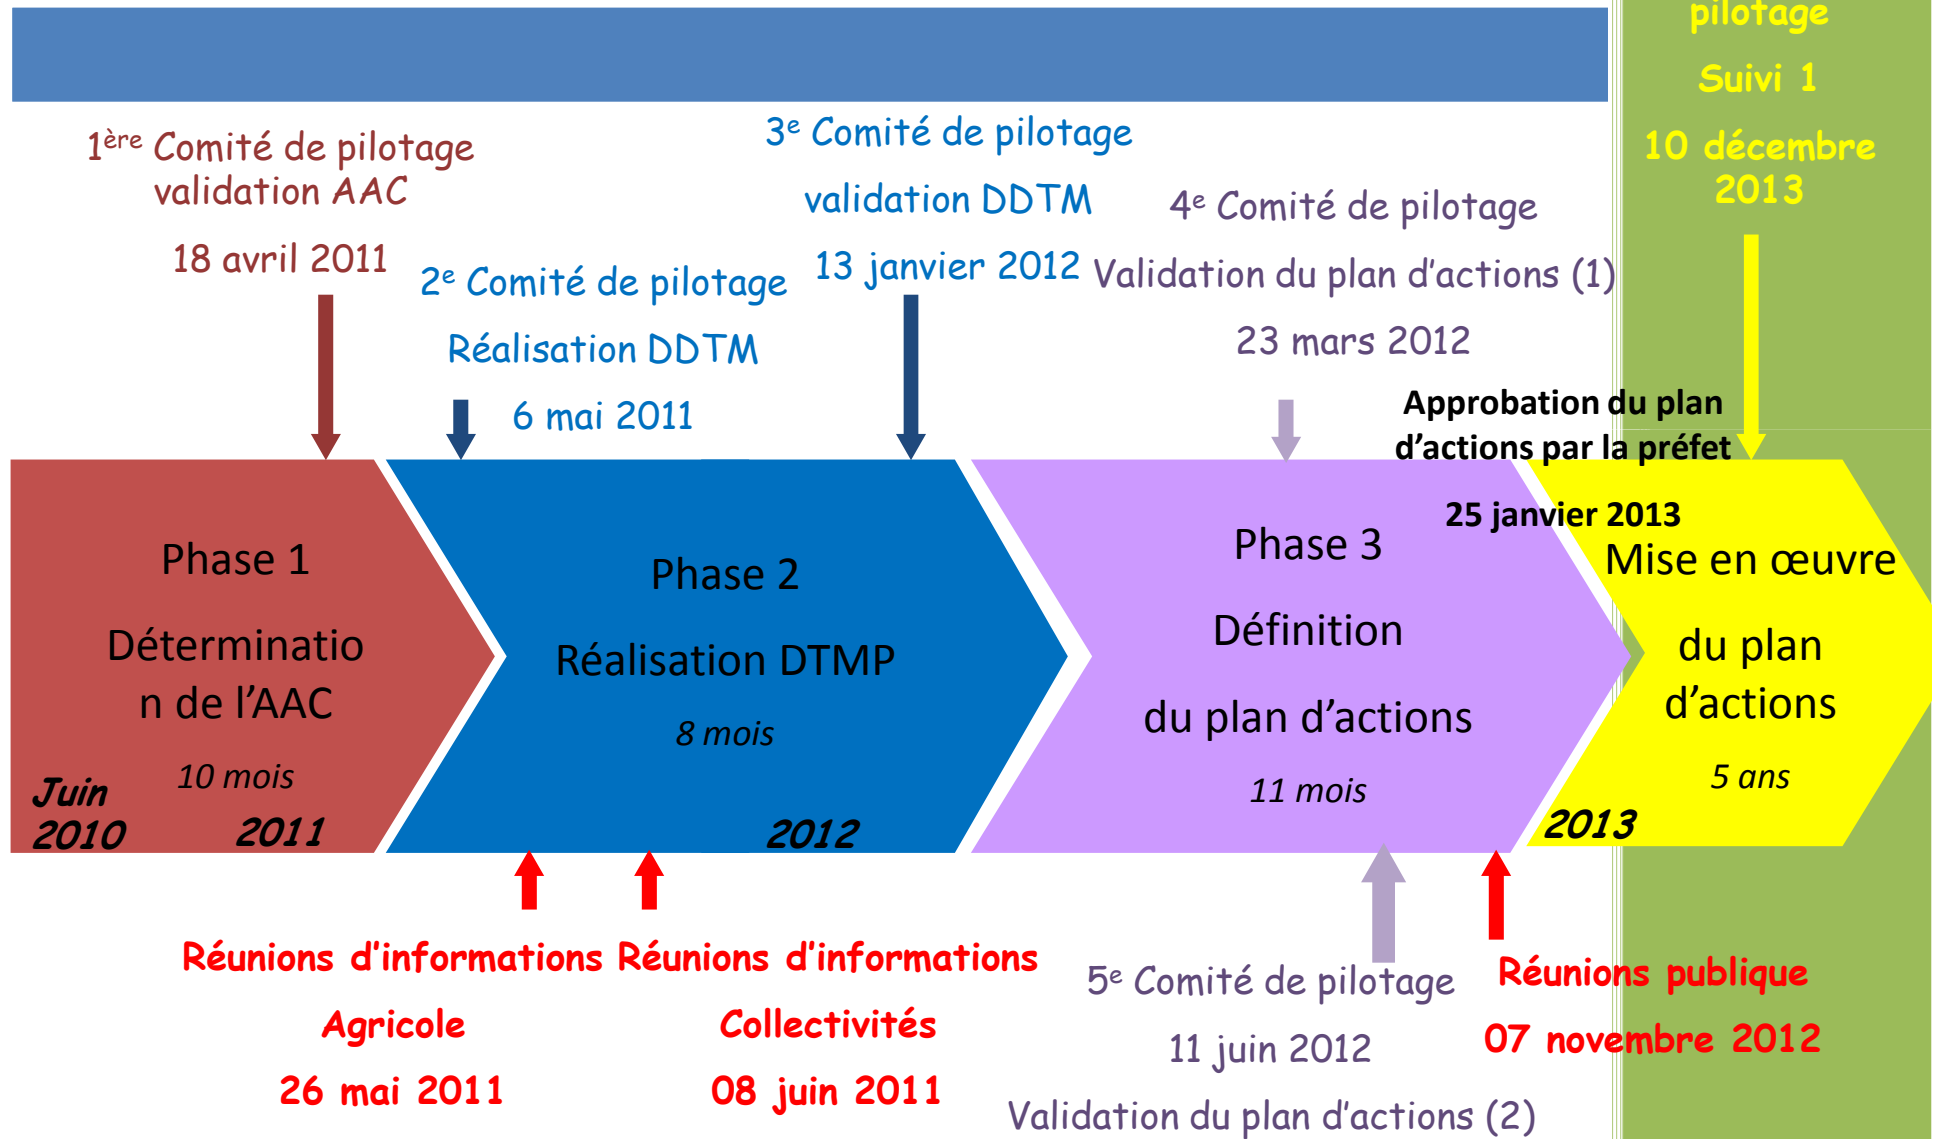 pilotage
Suivi 1
10 décembre
2013
1ère Comité de pilotage
validation AAC
18 avril 2011
2e Comité de pilotage
Réalisation DDTM
6 mai 2011
3e Comité de pilotage
validation DDTM
13 janvier 2012
4e Comité de pilotage
Validation du plan d’actions (1)
23 mars 2012
Approbation du plan
d’actions par la préfet
25 janvier 2013
Phase 1
Déterminatio
n de l’AAC
10 mois
Juin
2010
2011
Phase 2
Réalisation DTMP
8 mois
2012
Phase 3
Définition
du plan d’actions
11 mois
2013
Mise en œuvre
du plan
d’actions
5 ans
Réunions d’informations
Agricole
26 mai 2011
Réunions d’informations
Collectivités
08 juin 2011
5e Comité de pilotage
11 juin 2012
Validation du plan d’actions (2)
Réunions publique
07 novembre 2012